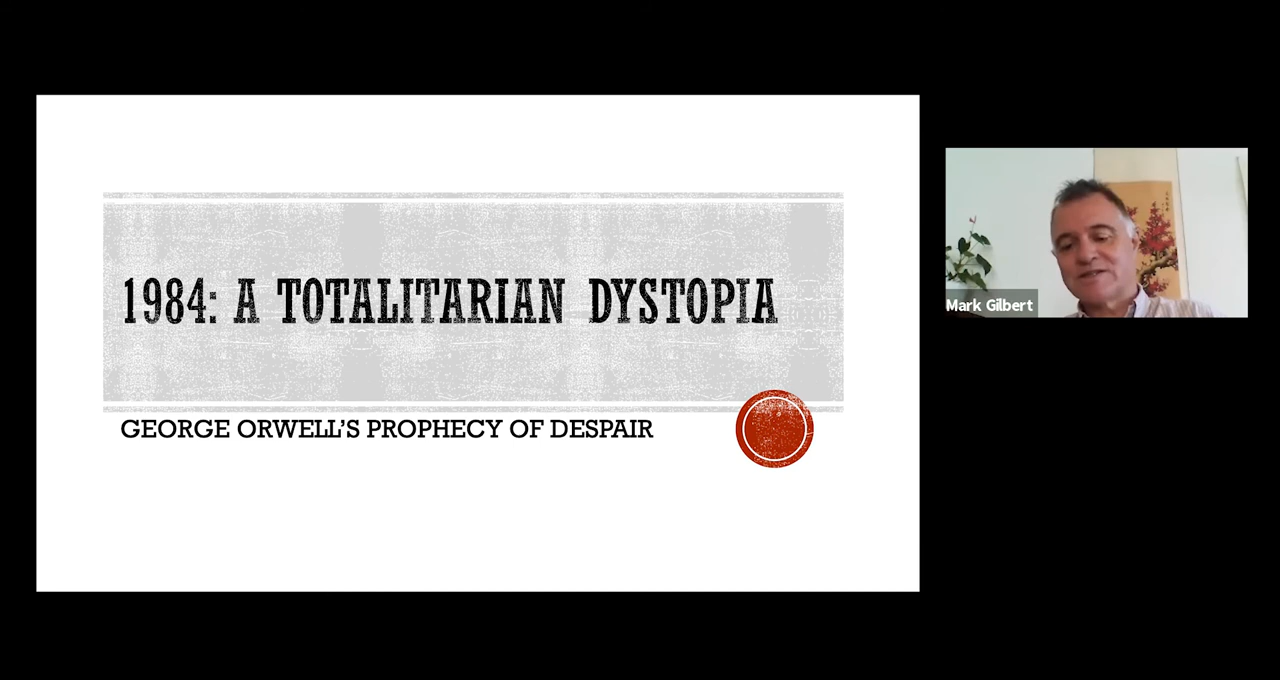 1984: A TOTALITARIAN DYSTOPIA
GEORGE ORWELL'S PROPHECY OF DESPAIR
Mark Gilbert